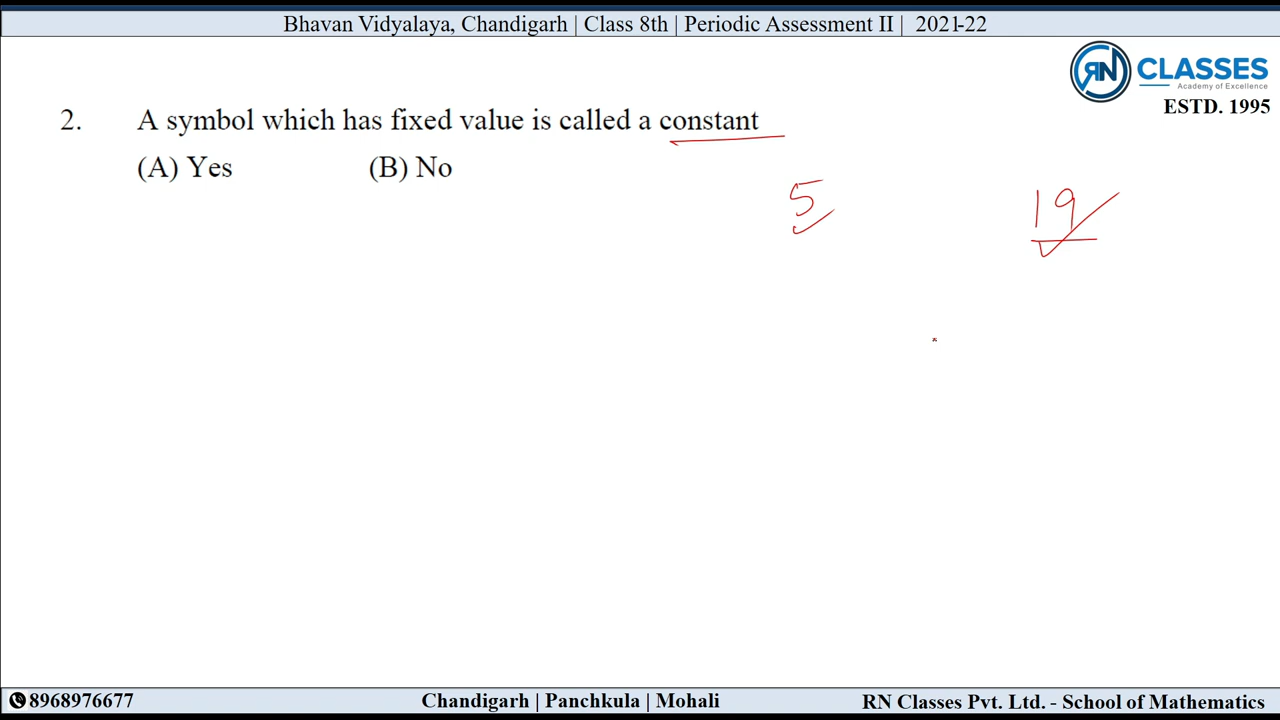 Bhavan Vidyalaya, Chandigarh | Class 8th | Periodic Assessment II | 2021-22
RN CLASSES
Academy of Excellence
ESTD. 1995
2. A symbol which has fixed value is called a constant
(A) Yes (B) No
5 19
8968976677 Chandigarh | Panchkula | Mohali RN Classes Pvt. Ltd. - School of Mathematics